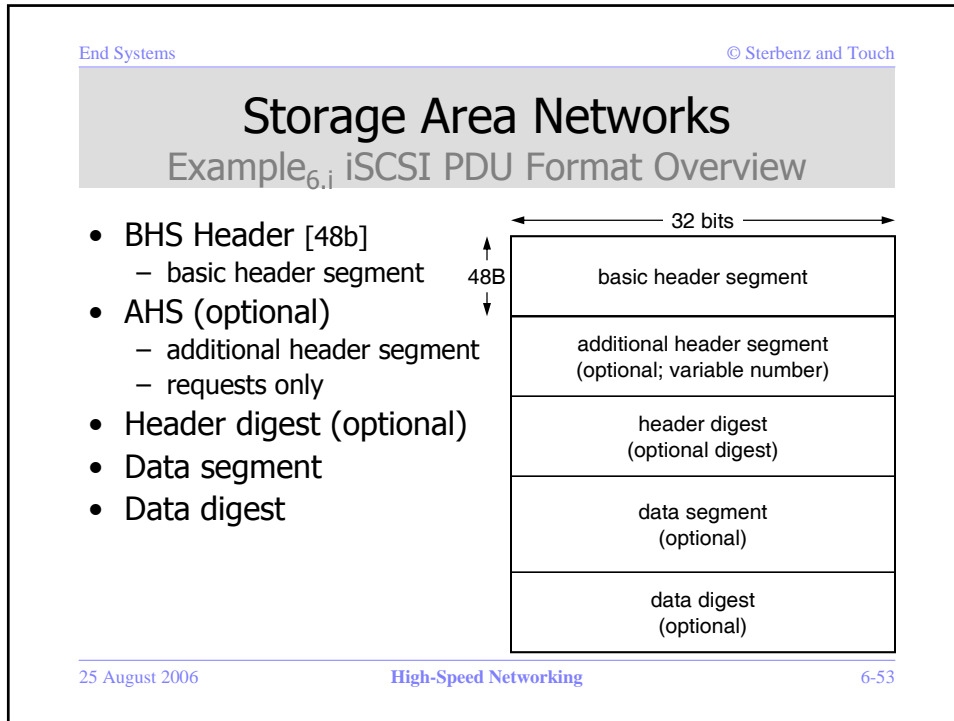 End Systems
© Sterbenz and Touch
Storage Area Networks
Example6.i iSCSI PDU Format Overview
• BHS Header [48b]
– basic header segment
• AHS (optional)
– additional header segment
– requests only
• Header digest (optional)
• Data segment
• Data digest
32 bits
48B
basic header segment
additional header segment
(optional; variable number)
header digest
(optional digest)
data segment
(optional)
data digest
(optional)
25 August 2006
High-Speed Networking
6-53